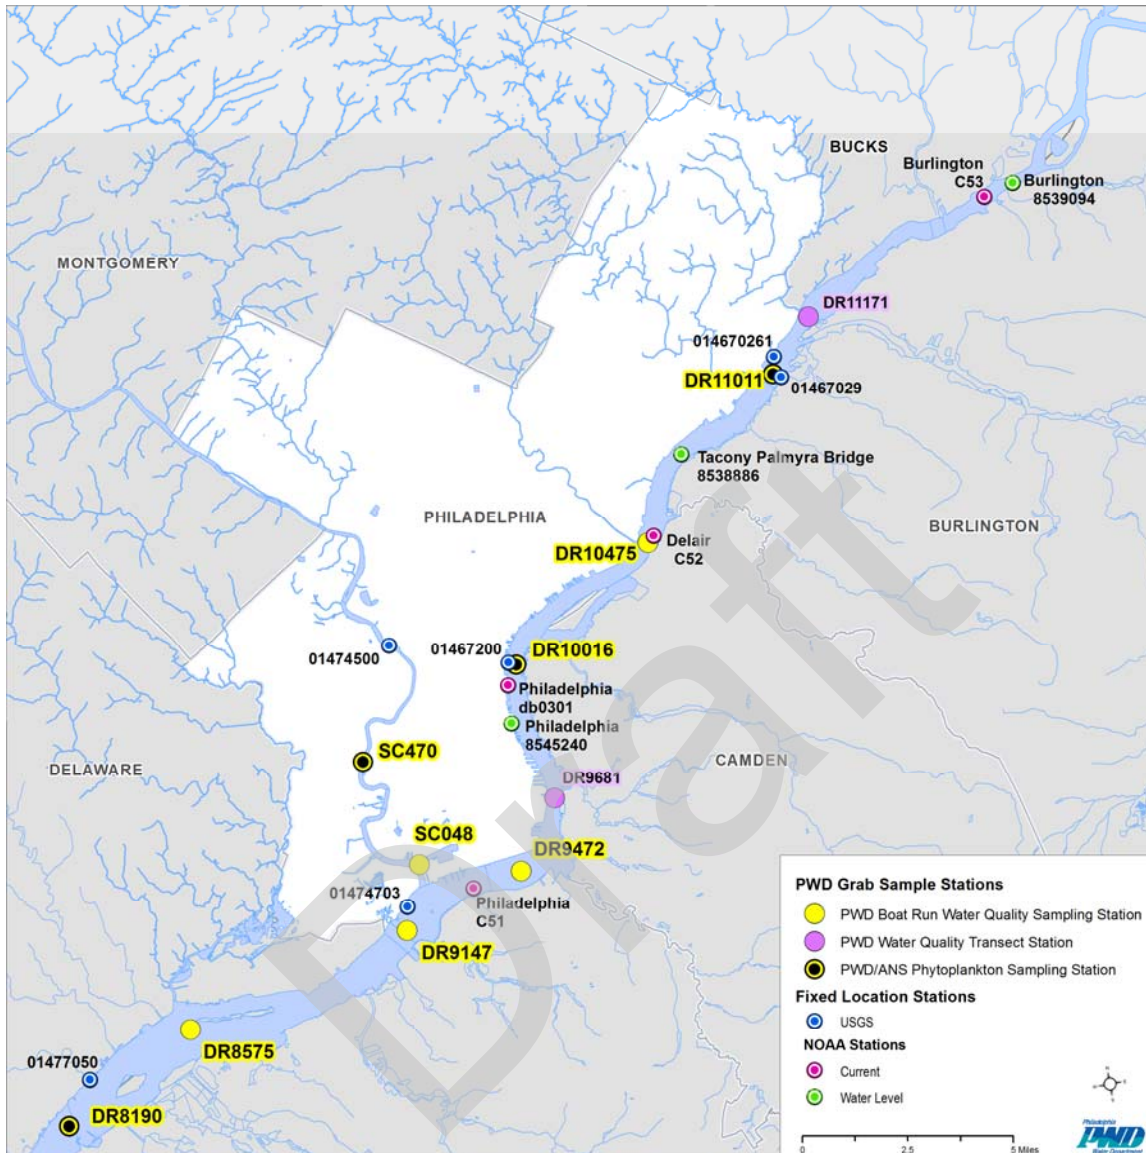 BUCKS
Burlington
C53
Burlington
8539094
MONTGOMERY
DR11171
014670261
DR11011
01467029
Tacony Palmyra Bridge
8538886
PHILADELPHIA
BURLINGTON
DR10475
Delair
C52
01474500
01467200
DR10016
Philadelphia
db0301
Philadelphia
8545240
SC470
DELAWARE
CAMDEN
DR9681
SC048
DR9472
01474703
Philadelphia
C51
DR9147
DR8575
01477050
DR8190
Draft
PWD Grab Sample Stations
PWD Boat Run Water Quality Sampling Station
PWD Water Quality Transect Station
PWD/ANS Phytoplankton Sampling Station
Fixed Location Stations
USGS
NOAA Stations
Current
Water Level
0 2.5 5 Miles
Philadelphia
PWD
Water Department